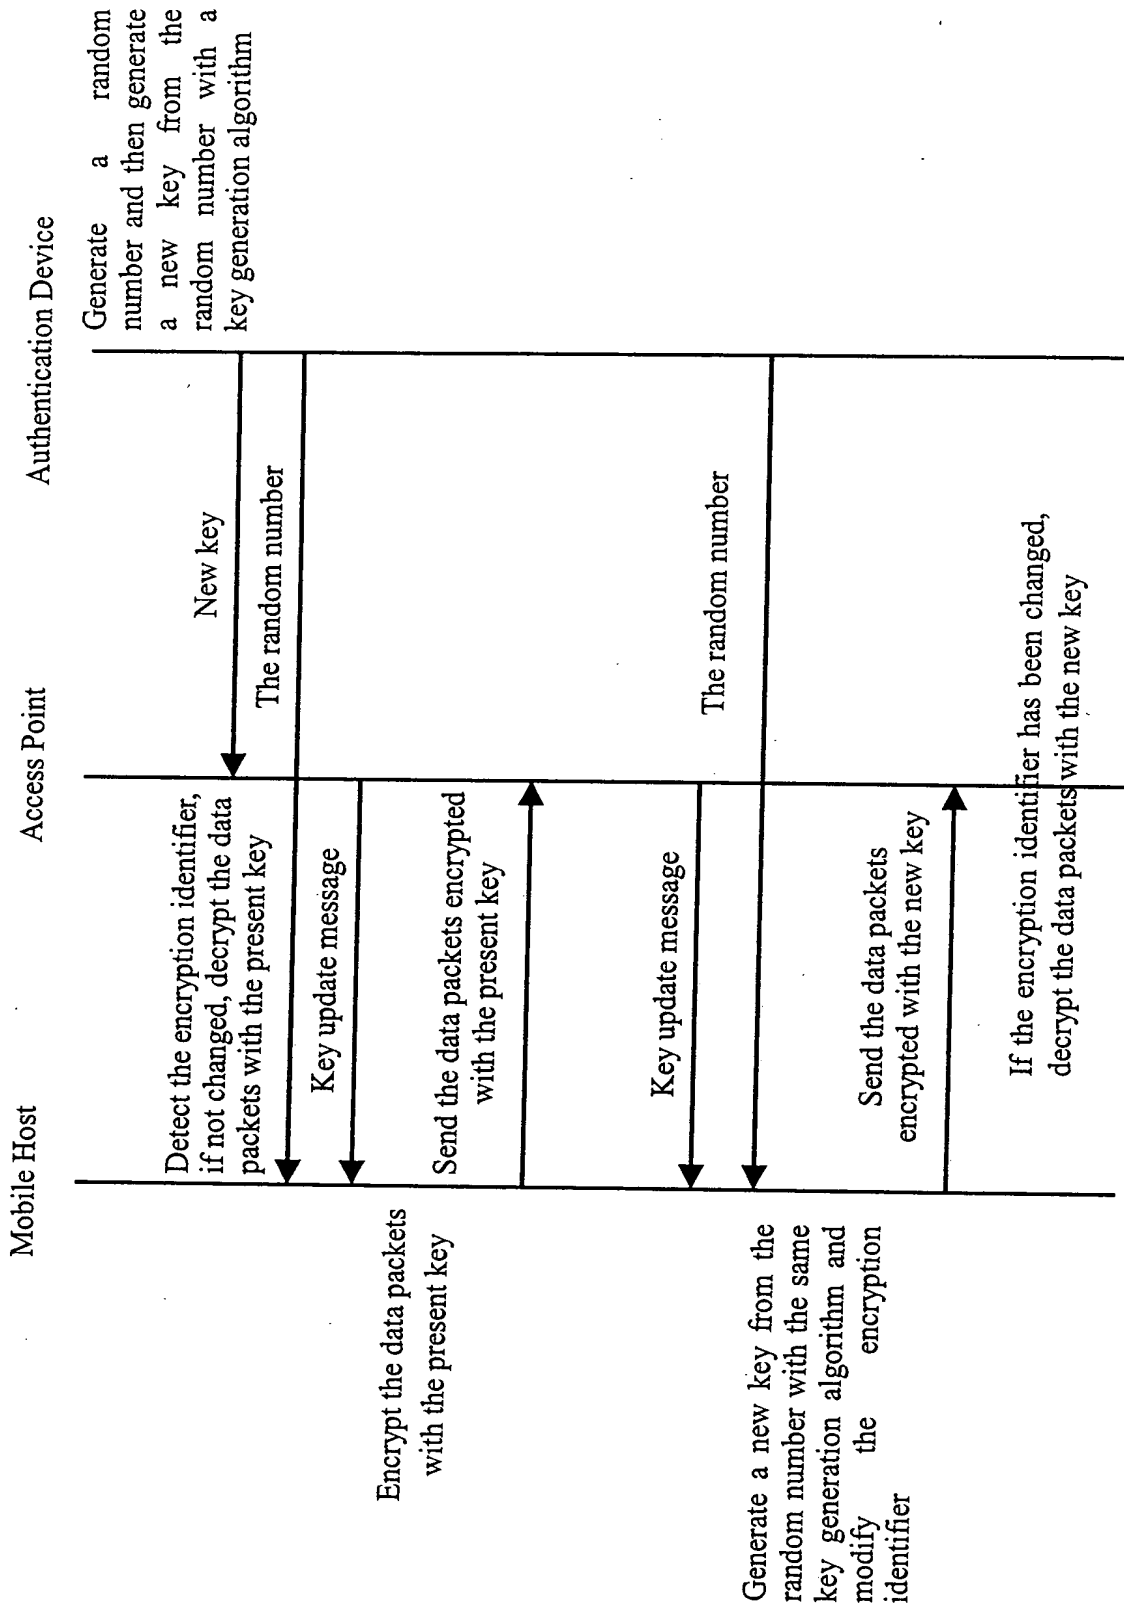 Mobile Host
Access Point
Authentication Device
Generate a random
number and then generate
a new key from the
random number with a
key generation algorithm
New key
The random number
Detect the encryption identifier,
if not changed, decrypt the data
packets with the present key
Key update message
Encrypt the data packets
with the present key
Send the data packets encrypted
with the present key
Key update message
The random number
Generate a new key from the
random number with the same
key generation algorithm and
modify the encryption
identifier
Send the data packets
encrypted with the new key
If the encryption identifier has been changed,
decrypt the data packets with the new key